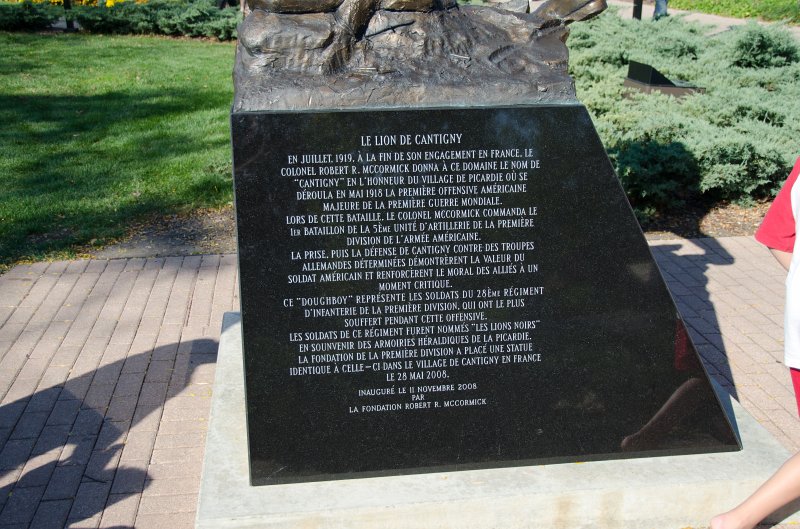 LE LION DE CANTIGNY
EN JUILLET, 1919, À LA FIN DE SON ENGAGEMENT EN FRANCE, LE
COLONEL ROBERT R. MCCORMICK DONNA À CE DOMAINE LE NOM DE
"CANTIGNY" EN L'HONNEUR DU VILLAGE DE PICARDIE OÙ SE
DÉROULA EN MAI 1918 LA PREMIÈRE OFFENSIVE AMÉRICAINE
MAJEURE DE LA PREMIÈRE GUERRE MONDIALE.
LORS DE CETTE BATAILLE, LE COLONEL MCCORMICK COMMANDA LE
1ER BATAILLON DE LA 5ÈME UNITÉ D'ARTILLERIE DE LA PREMIÈRE
DIVISION DE L'ARMÉE AMÉRICAINE.
LA PRISE, PUIS LA DÉFENSE DE CANTIGNY CONTRE DES TROUPES
ALLEMANDES DÉTERMINÉES DÉMONTRÈRENT LA VALEUR DU
SOLDAT AMÉRICAIN ET RENFORCÈRENT LE MORAL DES ALLIÉS À UN
MOMENT CRITIQUE.
CE "DOUGHBOY" REPRÉSENTE LES SOLDATS DU 28ÈME RÉGIMENT
D'INFANTERIE DE LA PREMIÈRE DIVISION, QUI ONT LE PLUS
SOUFFERT PENDANT CETTE OFFENSIVE.
LES SOLDATS DE CE RÉGIMENT FURENT NOMMÉS "LES LIONS NOIRS"
EN SOUVENIR DES ARMOIRIES HÉRALDIQUES DE LA PICARDIE.
LA FONDATION DE LA PREMIÈRE DIVISION A PLACÉ UNE STATUE
IDENTIQUE A CELLE-CI DANS LE VILLAGE DE CANTIGNY EN FRANCE
LE 28 MAI 2008.
INAUGURÉ LE 11 NOVEMBRE 2008
PAR
LA FONDATION ROBERT R. MCCORMICK